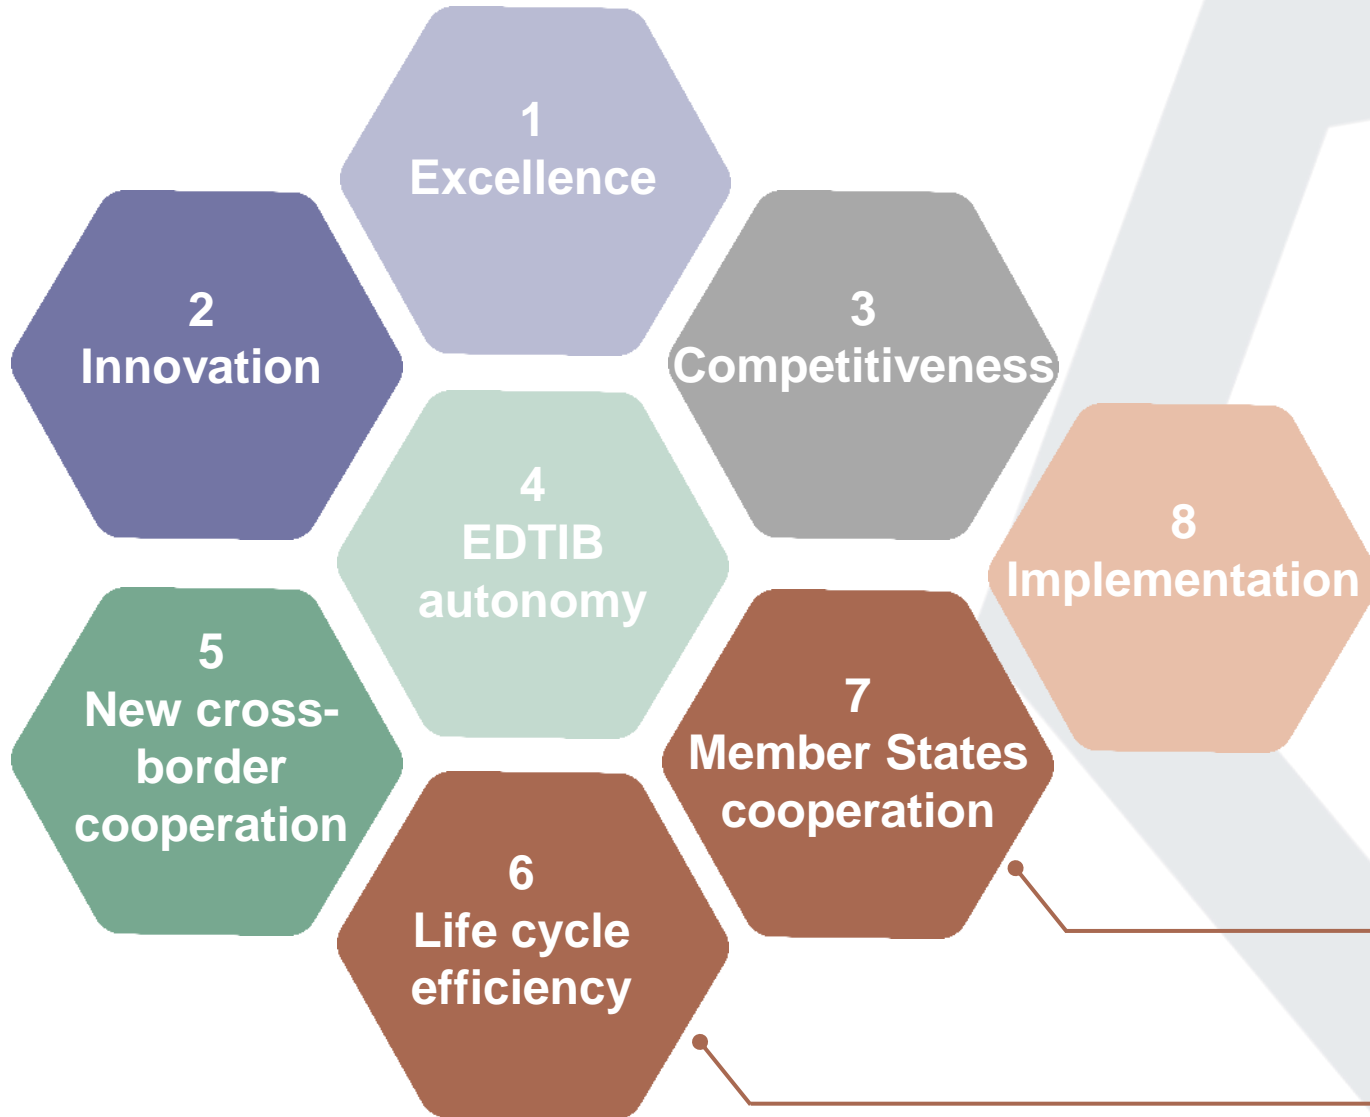 1
Excellence
2
Innovation
3
Competitiveness
4
EDTIB
autonomy
5
New cross-
border
cooperation
6
Life cycle
efficiency
7
Member States
cooperation
8
Implementation